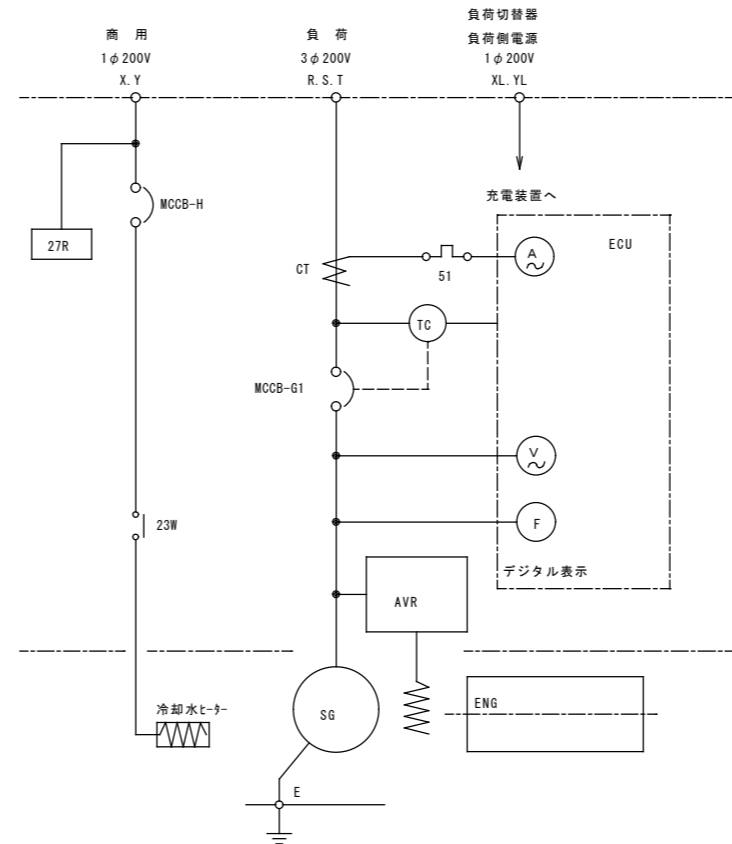 商 用
1φ200V
X.Y
負 荷
3φ200V
R.S.T
負荷切替器
負荷側電源
1φ200V
XL.YL
充電装置へ
27R
MCCB-H
CT
51
A
ECU
TC
MCCB-G1
V
F
デジタル表示
23W
AVR
冷却水ヒーター
SG
ENG
E